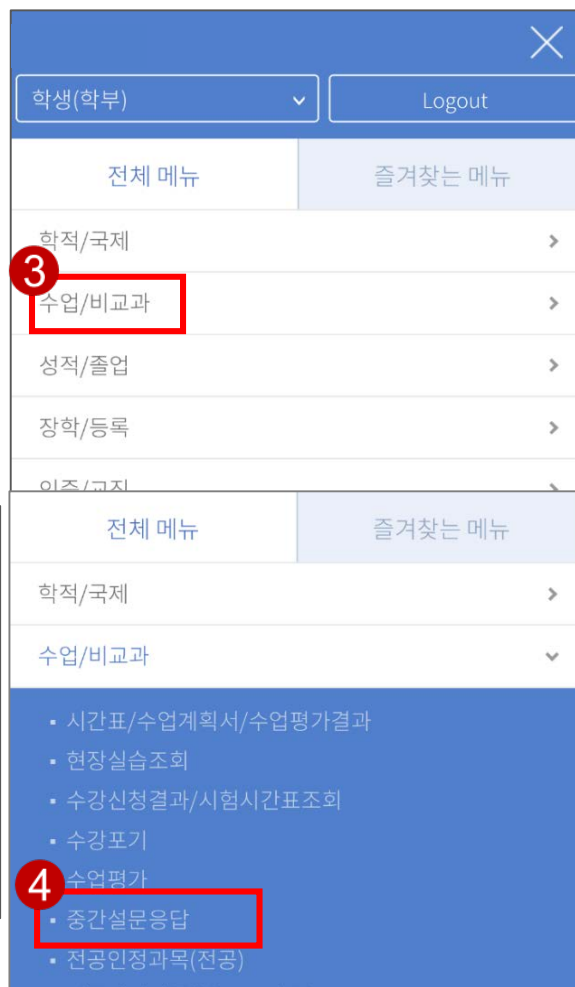 학생(학부)
Logout
전체 메뉴
즐겨찾는 메뉴
학적/국제
3
수업/비교과
성적/졸업
장학/등록
인증/교직
전체 메뉴
즐겨찾는 메뉴
학적/국제
수업/비교과
▪ 시간표/수업계획서/수업평가결과
▪ 현장실습조회
▪ 수강신청결과/시험시간표조회
▪ 수강포기
4
수업평가
▪ 중간설문응답
▪ 전공인정과목(전공)